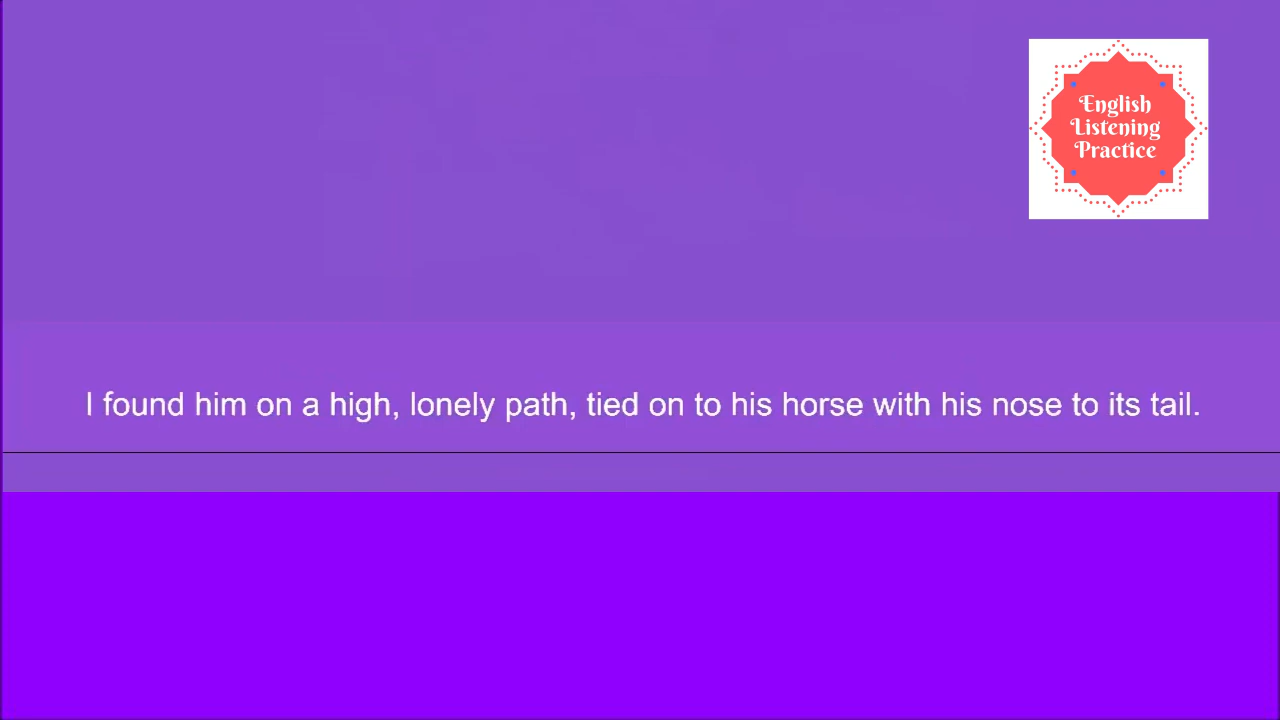 English
Listening
Practice
I found him on a high, lonely path, tied on to his horse with his nose to its tail.